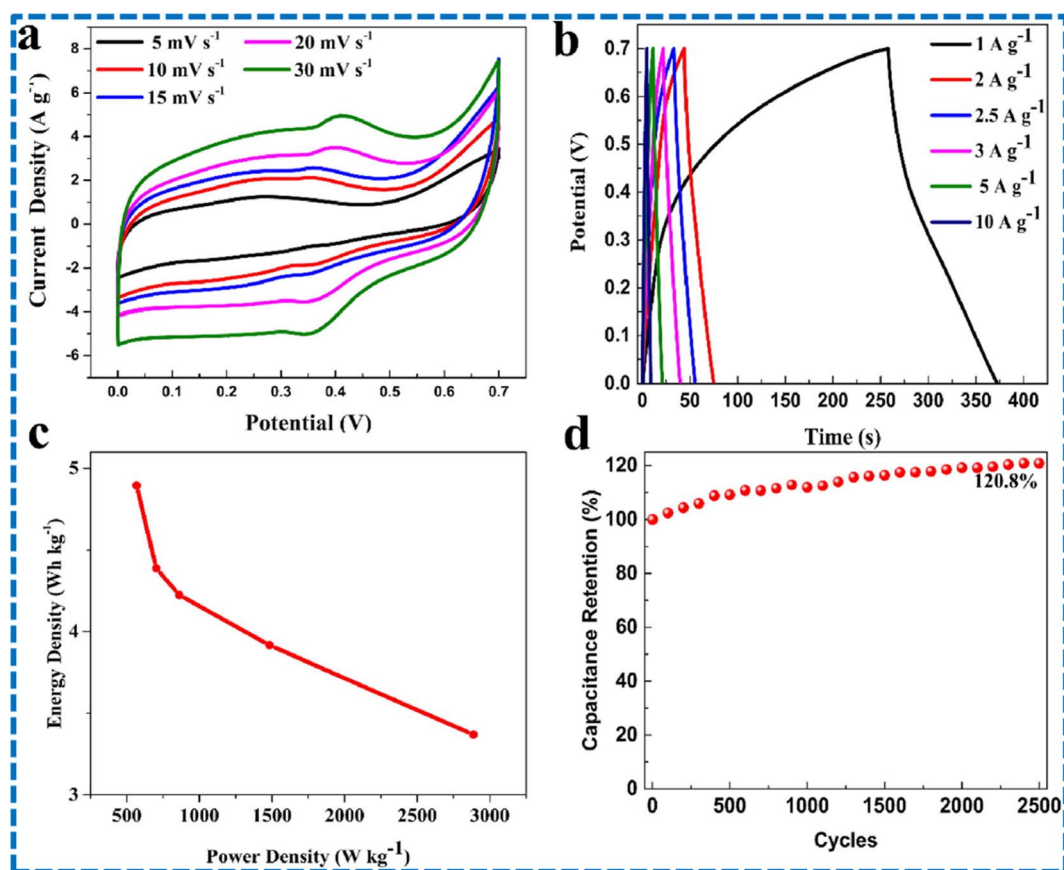 a
5 mV s⁻¹
20 mV s⁻¹
10 mV s⁻¹
30 mV s⁻¹
15 mV s⁻¹
8
6
4
2
0
-2
-4
-6
Current Density (A g⁻¹)
0.0 0.1 0.2 0.3 0.4 0.5 0.6 0.7
Potential (V)
b
1 A g⁻¹
2 A g⁻¹
2.5 A g⁻¹
3 A g⁻¹
5 A g⁻¹
10 A g⁻¹
0.7
0.6
0.5
0.4
0.3
0.2
0.1
0.0
Potential (V)
0 50 100 150 200 250 300 350 400
Time (s)
c
5
4
3
Energy Density (Wh kg⁻¹)
500 1000 1500 2000 2500 3000
Power Density (W kg⁻¹)
d
120
100
80
60
40
20
0
120.8%
Capacitance Retention (%)
0 500 1000 1500 2000 2500
Cycles